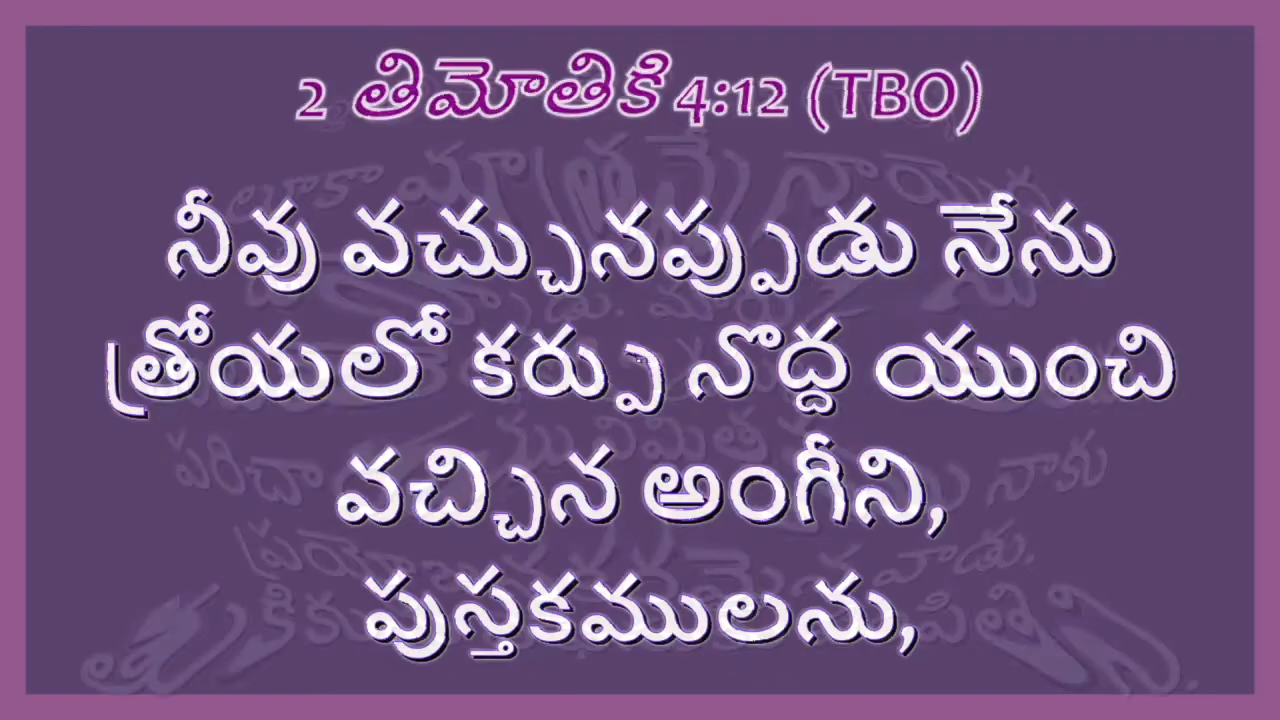 2 తిమోతికి 4:12 (TBO)
నీవు వచ్చునప్పుడు నేను
త్రోయలో కర్పు నొద్ద యుంచి
వచ్చిన అంగీని,
పుస్తకములను,